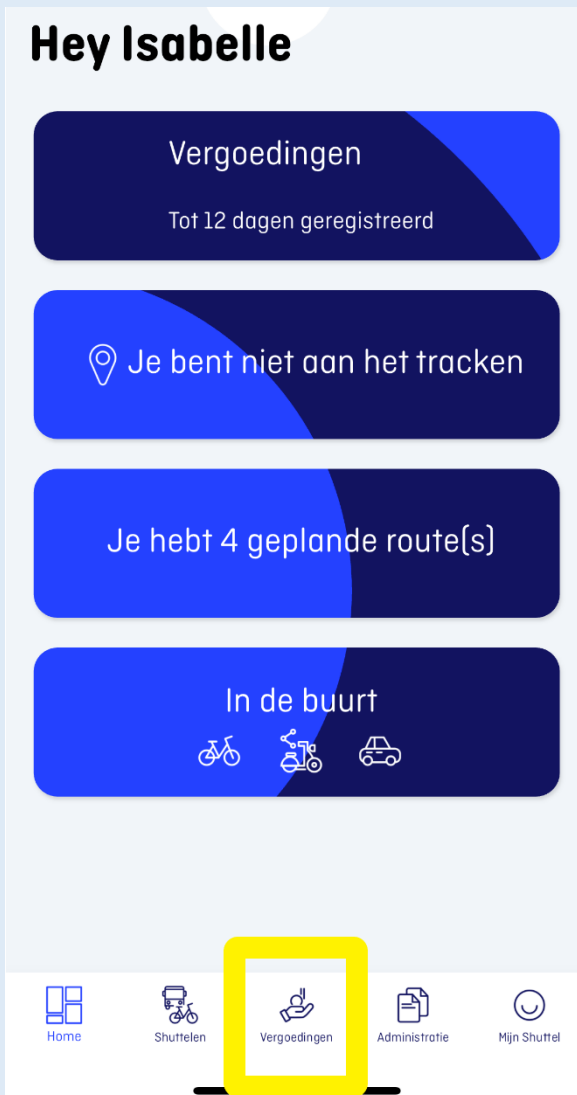 Hey Isabelle
Vergoedingen
Tot 12 dagen geregistreerd
Je bent niet aan het tracken
Je hebt 4 geplande route(s)
In de buurt
Home
Shuttelen
Vergoedingen
Administratie
Mijn Shuttel